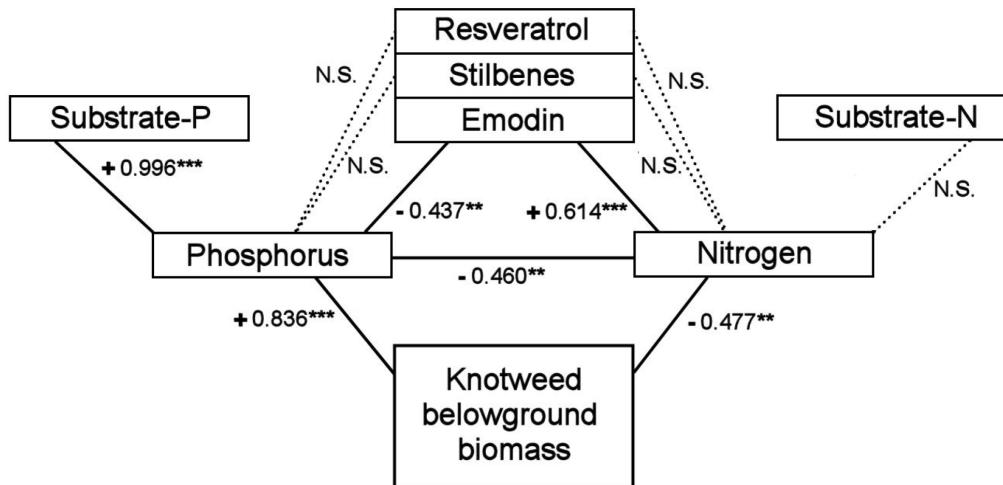 Resveratrol
N.S.
Stilbenes
N.S.
Substrate-P
Emodin
Substrate-N
+ 0.996***
N.S.
N.S.
N.S.
- 0.437**
+ 0.614***
Phosphorus
Nitrogen
- 0.460**
+ 0.836***
- 0.477**
Knotweed
belowground
biomass